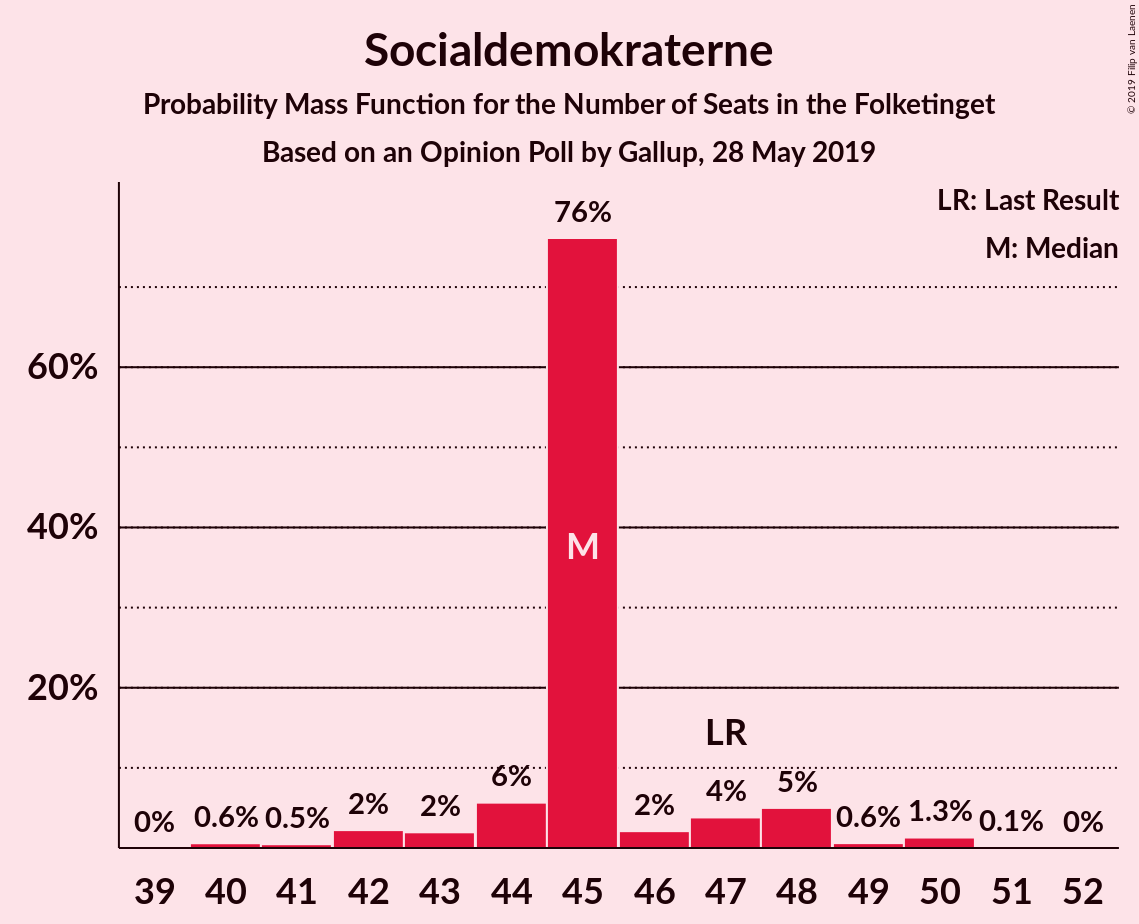 Socialdemokraterne
Probability Mass Function for the Number of Seats in the Folketinget
Based on an Opinion Poll by Gallup, 28 May 2019
© 2019 Filip van Laenen
LR: Last Result
M: Median
76%
60%
40%
M
20%
LR
0% 0.6% 0.5% 2% 2% 6% 2% 4% 5% 0.6% 1.3% 0.1% 0%
39 40 41 42 43 44 45 46 47 48 49 50 51 52